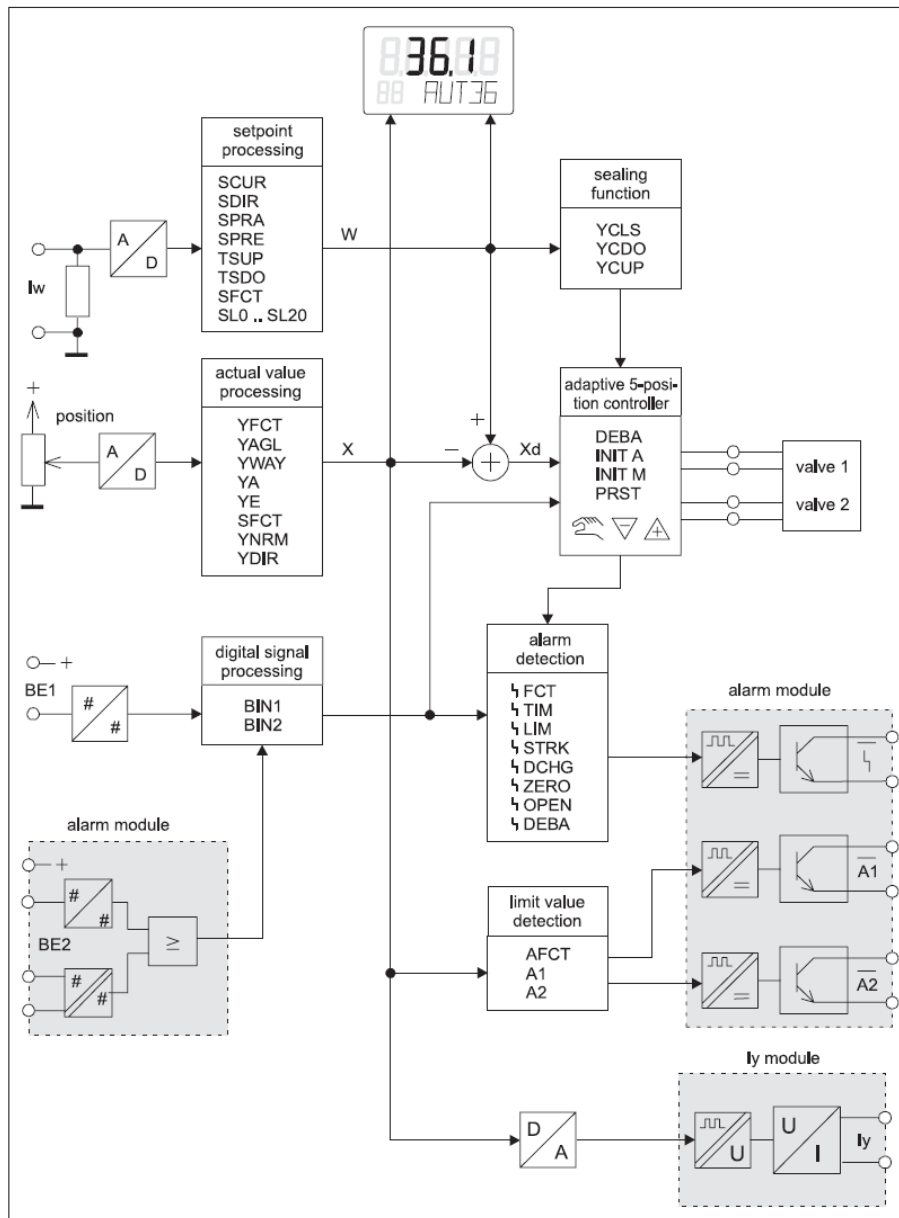 36.1
AUT36
setpoint
processing
SCUR
SDIR
SPRA
SPRE
TSUP
TSDO
SFCT
SL0 .. SL20
A
D
Iw
W
sealing
function
YCLS
YCDO
YCUP
actual value
processing
YFCT
YAGL
YWAY
YA
YE
SFCT
YNRM
YDIR
+
position
A
D
X
+
−
+
Xd
adaptive 5-posi-
tion controller
DEBA
INIT A
INIT M
PRST
−
+
valve 1
valve 2
digital signal
processing
BIN1
BIN2
+
BE1
#
#
alarm
detection
FCT
TIM
LIM
STRK
DCHG
ZERO
OPEN
DEBA
alarm module
=
=
A1
=
A2
alarm module
+
#
#
BE2
#
#
≥
limit value
detection
AFCT
A1
A2
Iy module
D
A
U
U
I
Iy